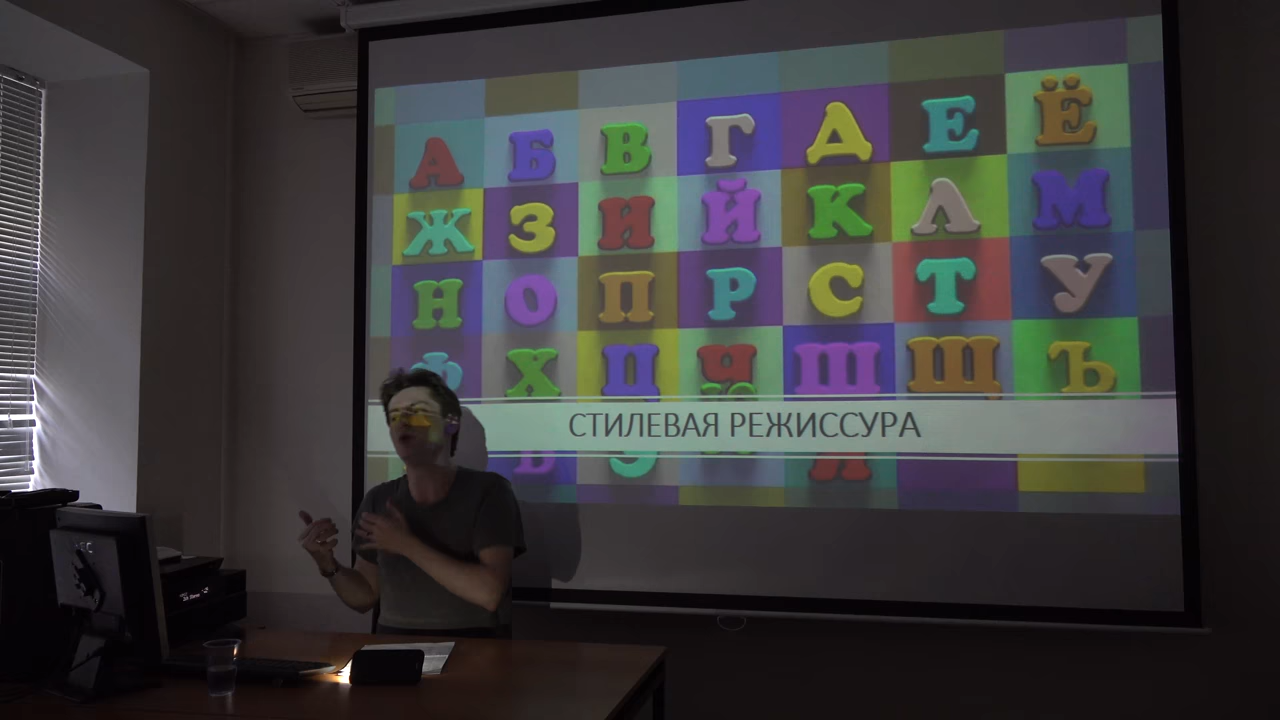 А Б В Г Д Е Ё
Ж З И Й К Л М
Н О П Р С Т У
Ф Х Ц Ч Ш Щ Ъ
СТИЛЕВАЯ РЕЖИССУРА